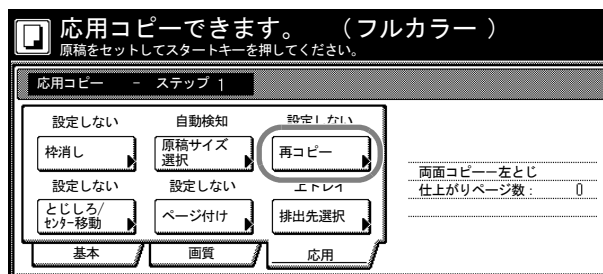 応用コピーできます。 （フルカラー ）
原稿をセットしてスタートキーを押してください。
応用コピー - ステップ 1
設定しない 自動検知 設定しない
枠消し 原稿サイズ選択 再コピー
設定しない 設定しない 上トレイ
とじしろ/センター移動 ページ付け 排出先選択
両面コピー－左とじ
仕上がりページ数： 0
基本 画質 応用